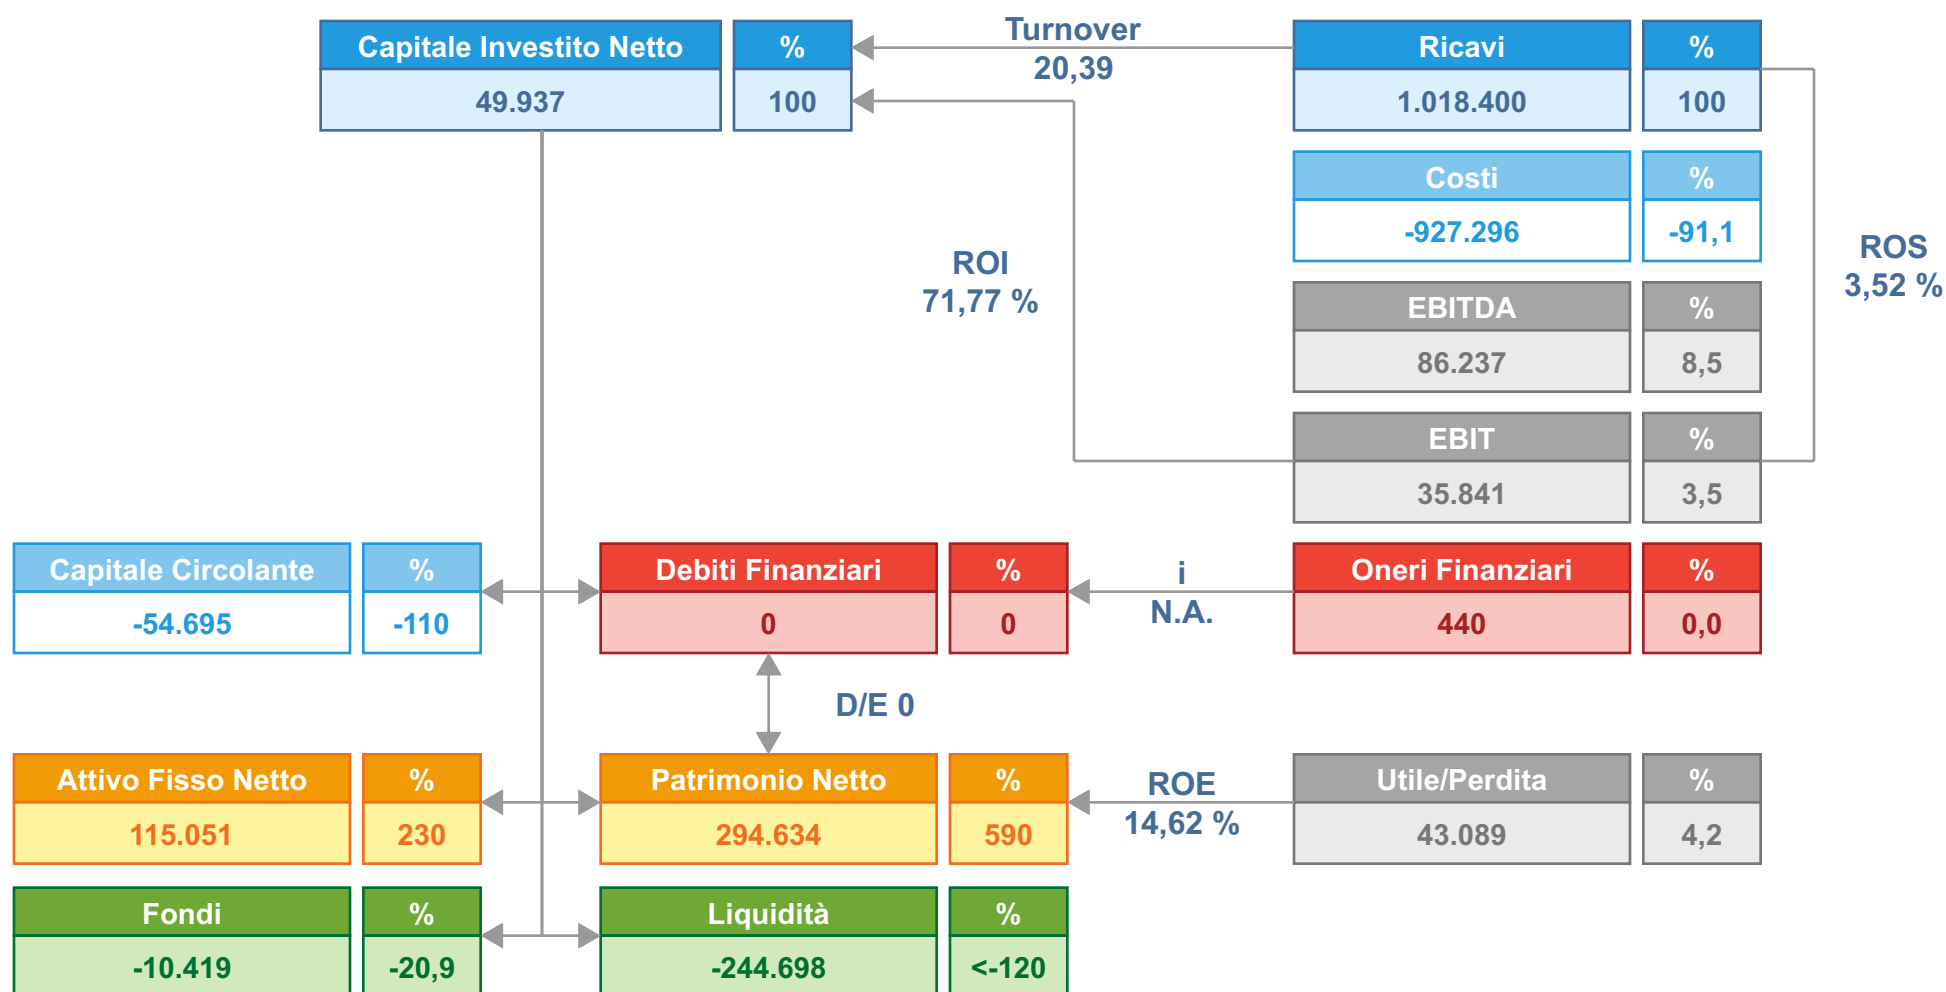 Capitale Investito Netto %
49.937 100
Turnover
20,39
Ricavi %
1.018.400 100
Costi %
-927.296 -91,1
ROI
71,77 %
ROS
3,52 %
EBITDA %
86.237 8,5
EBIT %
35.841 3,5
Capitale Circolante %
-54.695 -110
Debiti Finanziari %
0 0
i
N.A.
Oneri Finanziari %
440 0,0
D/E 0
Attivo Fisso Netto %
115.051 230
Patrimonio Netto %
294.634 590
ROE
14,62 %
Utile/Perdita %
43.089 4,2
Fondi %
-10.419 -20,9
Liquidità %
-244.698 <-120